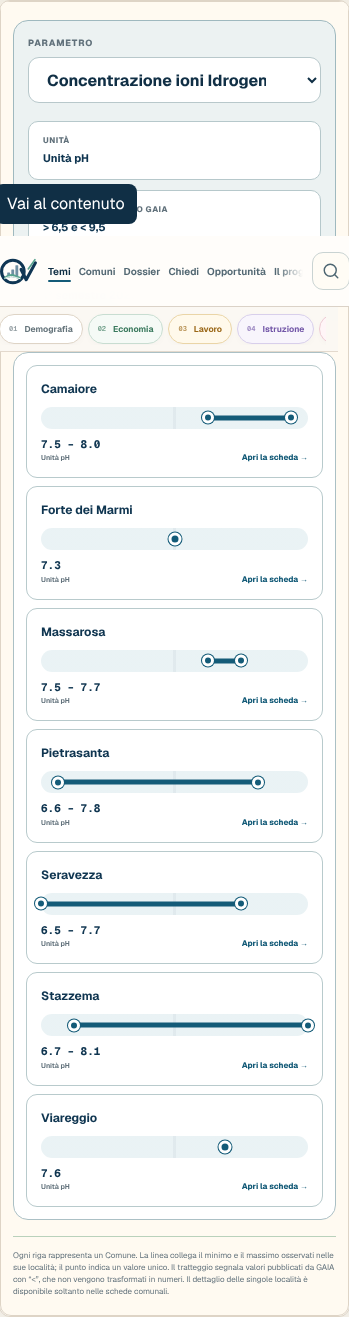 PARAMETRO
Concentrazione ioni Idrogen
UNITÀ
Unità pH
Vai al contenuto
O GAIA
> 6,5 e < 9,5
Temi Comuni Dossier Chiedi Opportunità Il pro
01 Demografia 02 Economia 03 Lavoro 04 Istruzione
Camaiore
7.5 – 8.0
Unità pH Apri la scheda →
Forte dei Marmi
7.3
Unità pH Apri la scheda →
Massarosa
7.5 – 7.7
Unità pH Apri la scheda →
Pietrasanta
6.6 – 7.8
Unità pH Apri la scheda →
Seravezza
6.5 – 7.7
Unità pH Apri la scheda →
Stazzema
6.7 – 8.1
Unità pH Apri la scheda →
Viareggio
7.6
Unità pH Apri la scheda →
Ogni riga rappresenta un Comune. La linea collega il minimo e il massimo osservati nelle
sue località; il punto indica un valore unico. Il tratteggio segnala valori pubblicati da GAIA
con "<", che non vengono trasformati in numeri. Il dettaglio delle singole località è
disponibile soltanto nelle schede comunali.